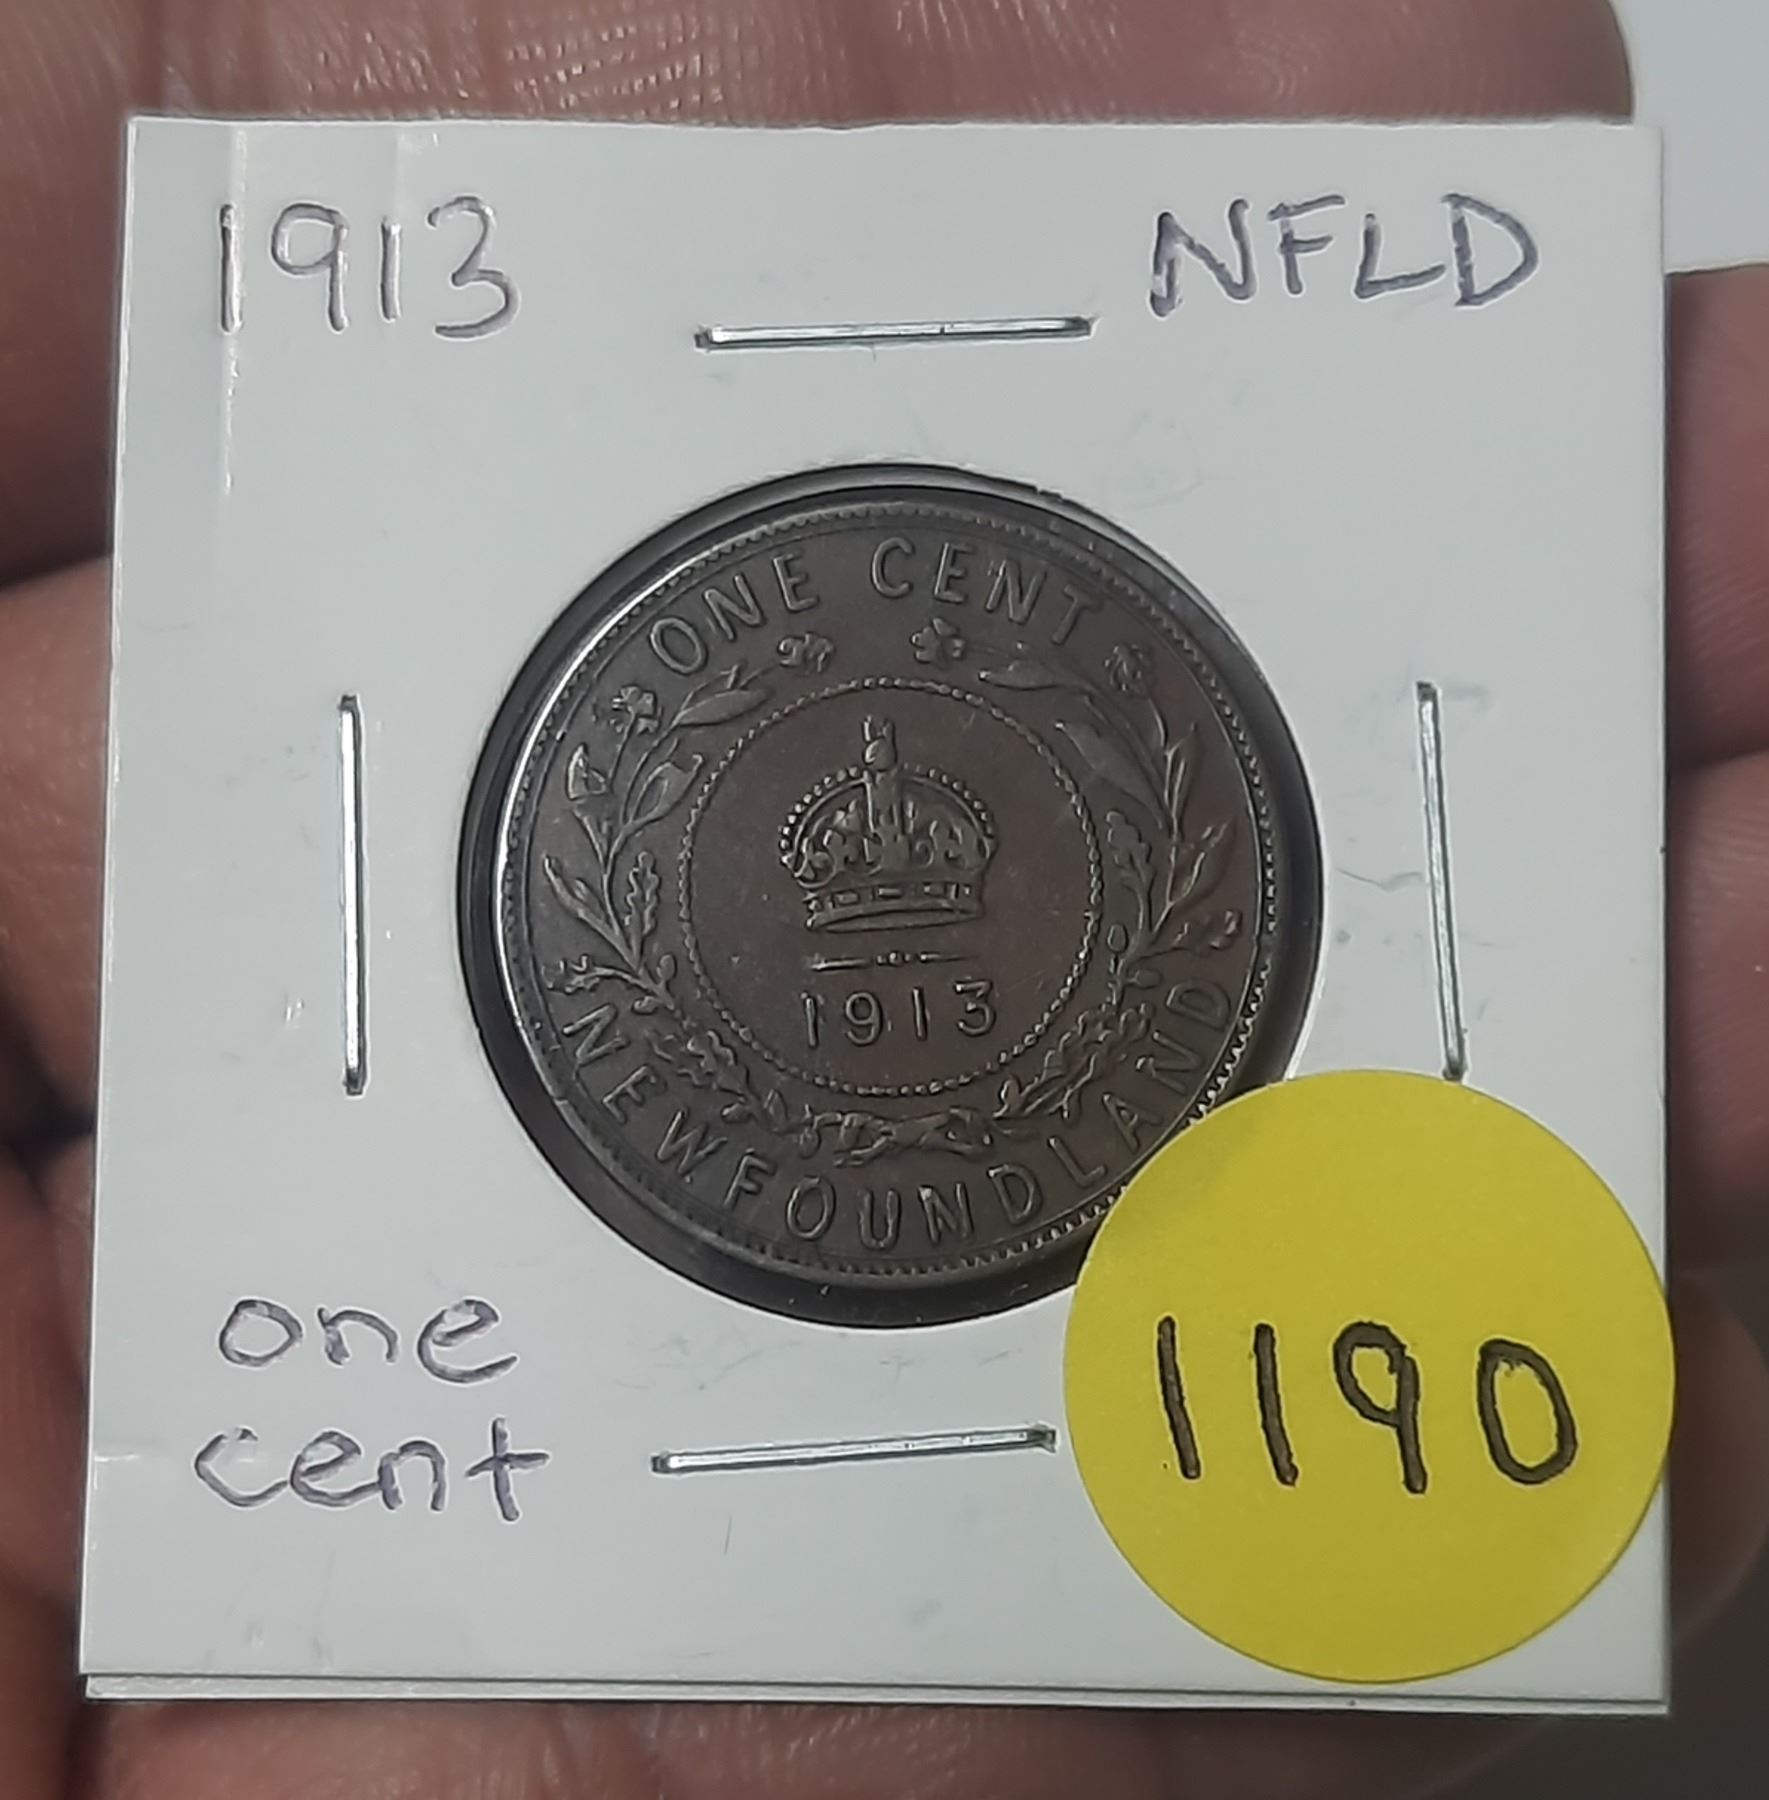 1913 NFLD
ONE CENT
1913
NEWFOUNDLAND
one
cent
1190